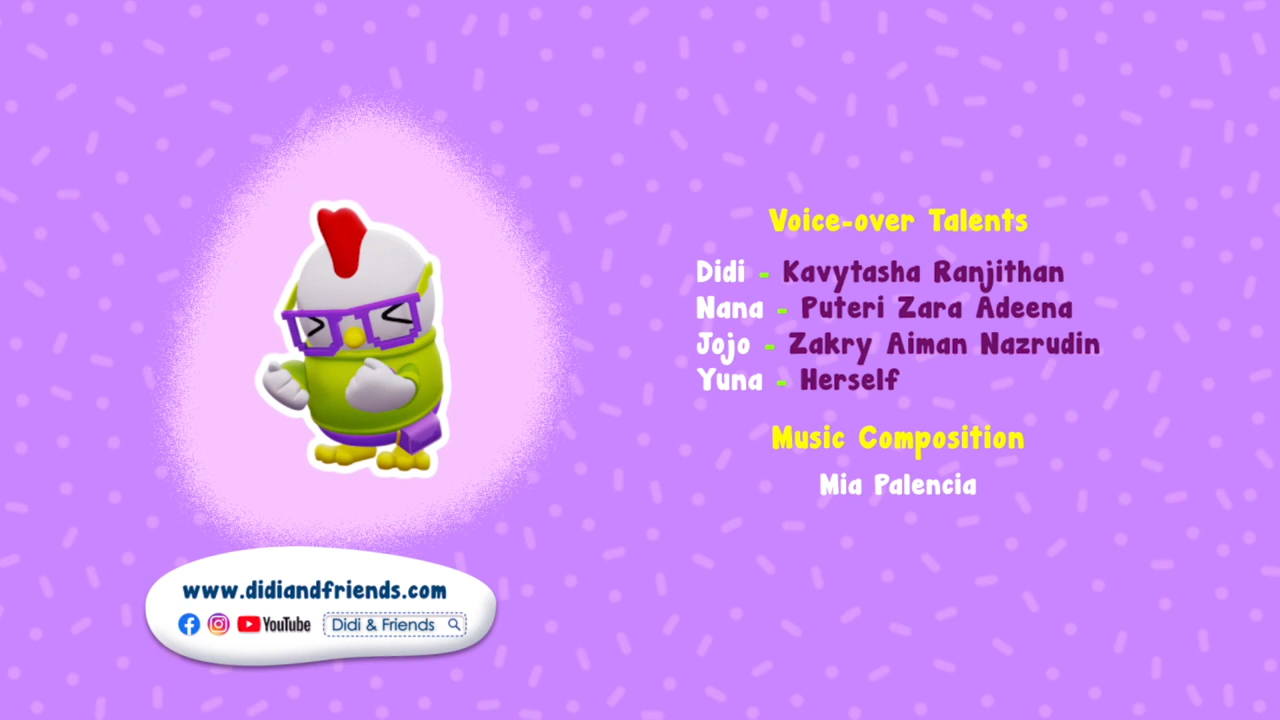 Voice-over Talents
Didi - Kavytasha Ranjithan
Nana - Puteri Zara Adeena
Jojo - Zakry Aiman Nazrudin
Yuna - Herself
Music Composition
Mia Palencia
www.didiandfriends.com
YouTube Didi & Friends